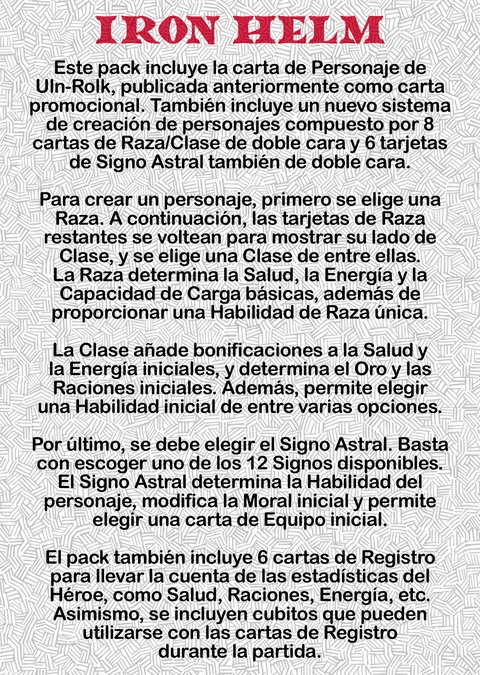 IRON HELM
Este pack incluye la carta de Personaje de
Uln-Rolk, publicada anteriormente como carta
promocional. También incluye un nuevo sistema
de creación de personajes compuesto por 8
cartas de Raza/Clase de doble cara y 6 tarjetas
de Signo Astral también de doble cara.
Para crear un personaje, primero se elige una
Raza. A continuación, las tarjetas de Raza
restantes se voltean para mostrar su lado de
Clase, y se elige una Clase de entre ellas.
La Raza determina la Salud, la Energía y la
Capacidad de Carga básicas, además de
proporcionar una Habilidad de Raza única.
La Clase añade bonificaciones a la Salud y
la Energía iniciales, y determina el Oro y las
Raciones iniciales. Además, permite elegir
una Habilidad inicial de entre varias opciones.
Por último, se debe elegir el Signo Astral. Basta
con escoger uno de los 12 Signos disponibles.
El Signo Astral determina la Habilidad del
personaje, modifica la Moral inicial y permite
elegir una carta de Equipo inicial.
El pack también incluye 6 cartas de Registro
para llevar la cuenta de las estadísticas del
Héroe, como Salud, Raciones, Energía, etc.
Asimismo, se incluyen cubitos que pueden
utilizarse con las cartas de Registro
durante la partida.